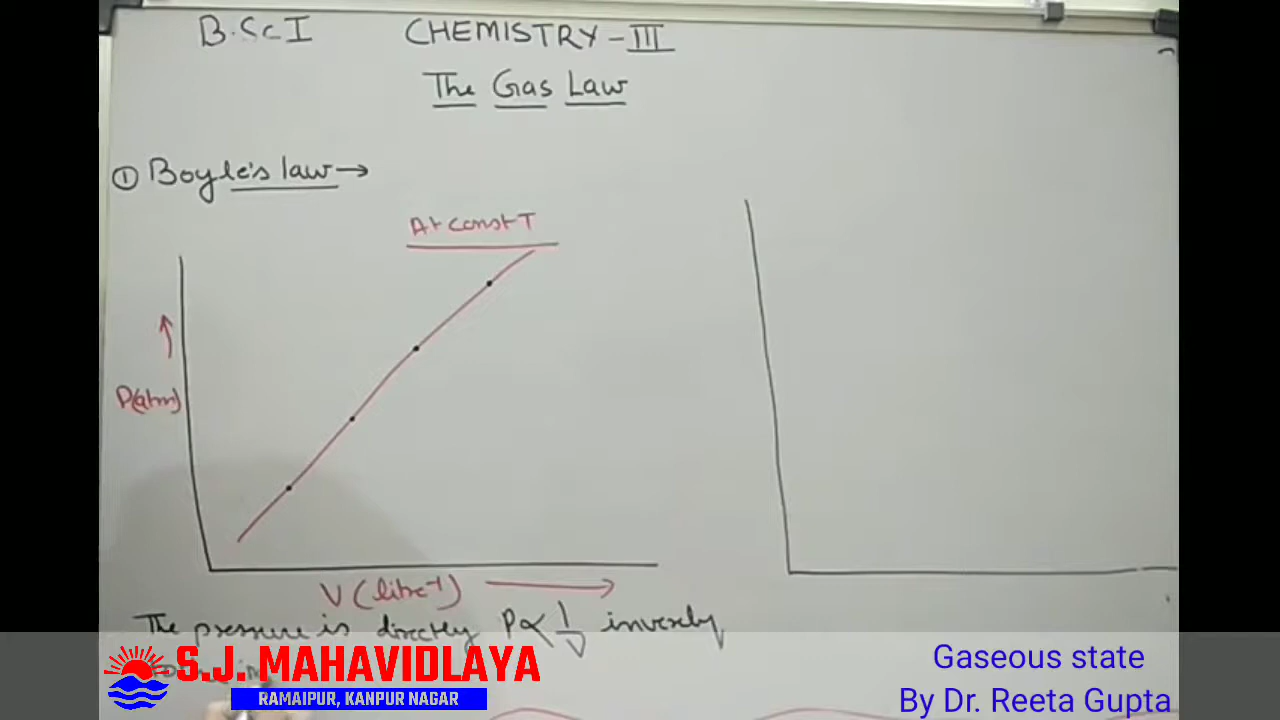 B.Sc I CHEMISTRY-III
The Gas Law
① Boyle's law→
At const T
P(atm)
V (litre-1)
The pressure is directly P∝ 1/V inversely
S.J. MAHAVIDLAYA
RAMAIPUR, KANPUR NAGAR
Gaseous state
By Dr. Reeta Gupta